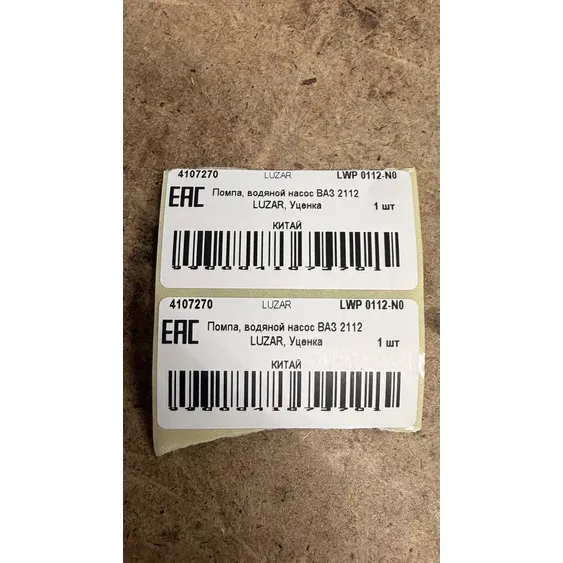 4107270 LUZAR LWP 0112-N0
EAC Помпа, водяной насос ВАЗ 2112
LUZAR, Уценка 1 шт
КИТАЙ
4107270 LUZAR LWP 0112-N0
EAC Помпа, водяной насос ВАЗ 2112
LUZAR, Уценка 1 шт
КИТАЙ